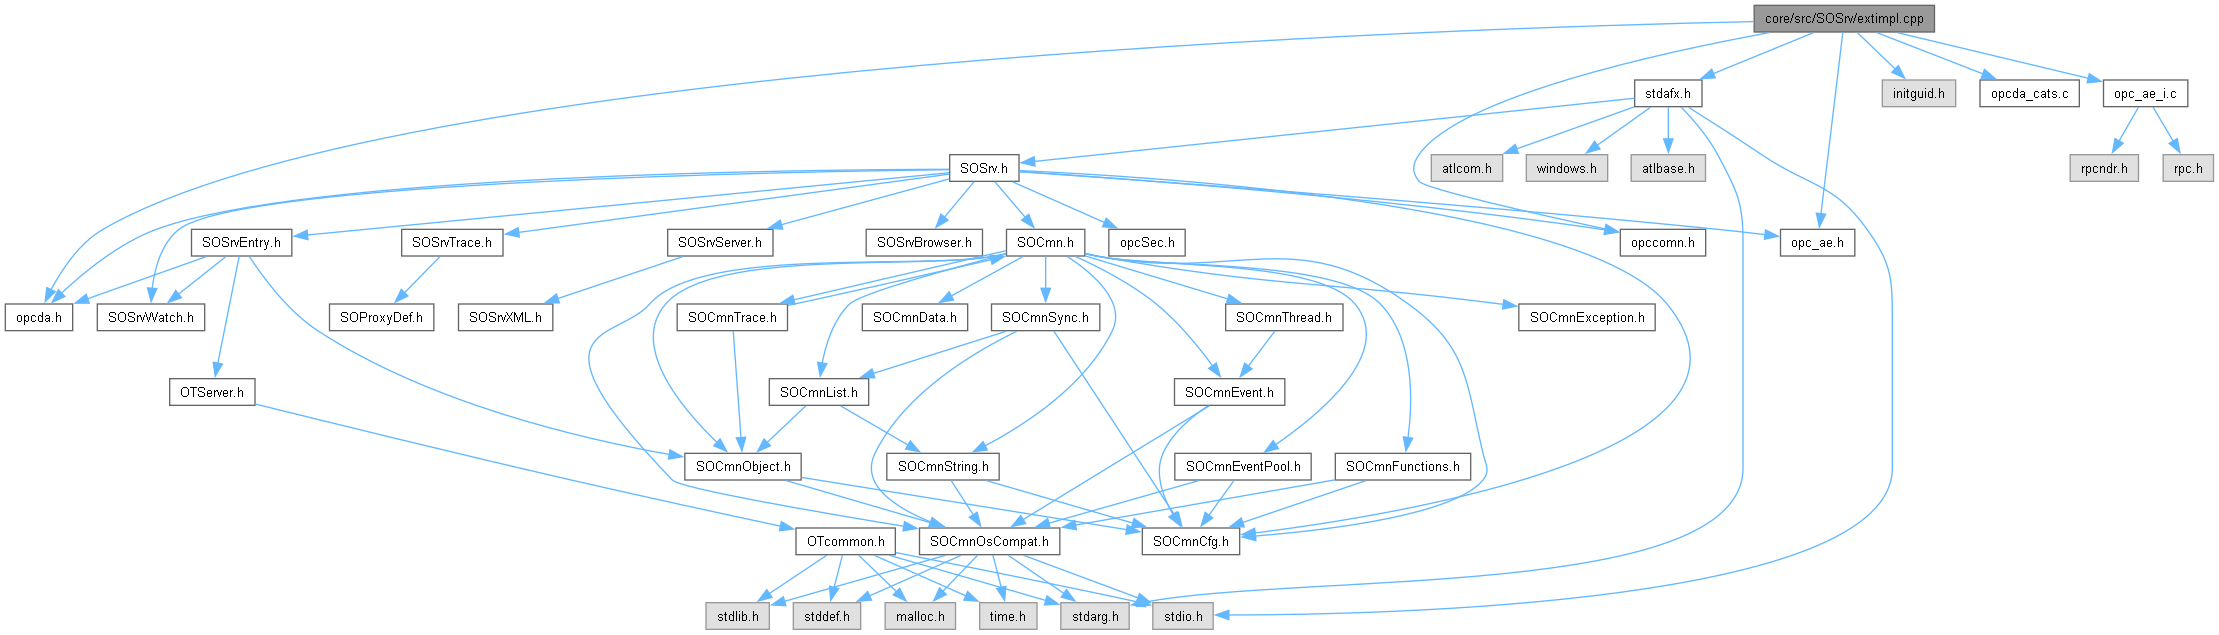 core/src/SOSrv/extimpl.cpp
stdafx.h
initguid.h
opcda_cats.c
opc_ae_i.c
SOSrv.h
atlcom.h
windows.h
atlbase.h
rpcndr.h
rpc.h
SOSrvEntry.h
SOSrvTrace.h
SOSrvServer.h
SOSrvBrowser.h
SOCmn.h
opcSec.h
opccomn.h
opc_ae.h
opcda.h
SOSrvWatch.h
SOProxyDef.h
SOSrvXML.h
SOCmnTrace.h
SOCmnData.h
SOCmnSync.h
SOCmnThread.h
SOCmnException.h
OTServer.h
SOCmnList.h
SOCmnEvent.h
SOCmnObject.h
SOCmnString.h
SOCmnEventPool.h
SOCmnFunctions.h
OTcommon.h
SOCmnOsCompat.h
SOCmnCfg.h
stdlib.h
stddef.h
malloc.h
time.h
stdarg.h
stdio.h